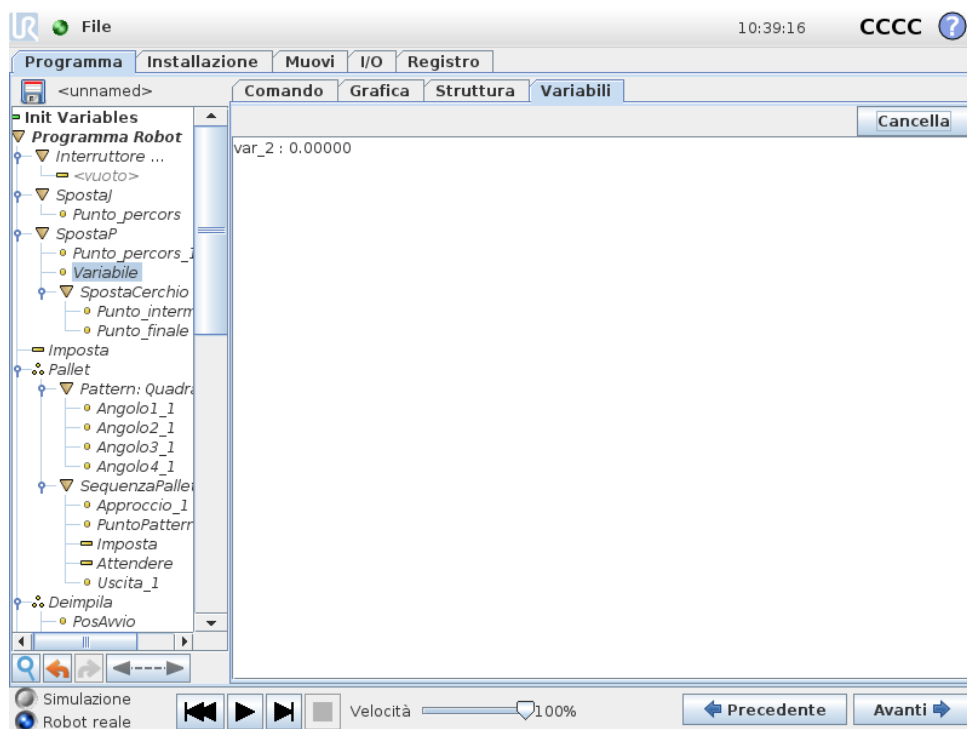 File 10:39:16 CCCC ?
Programma Installazione Muovi I/O Registro
<unnamed> Comando Grafica Struttura Variabili
Cancella
Init Variables
Programma Robot
Interruttore ...
<vuoto>
SpostaJ
Punto_percors
SpostaP
Punto_percors_1
Variabile
SpostaCerchio
Punto_interm
Punto_finale
Imposta
Pallet
Pattern: Quadra
Angolo1_1
Angolo2_1
Angolo3_1
Angolo4_1
SequenzaPallet
Approccio_1
PuntoPattern
Imposta
Attendere
Uscita_1
Deimpila
PosAvvio
var_2 : 0.00000
Simulazione
Robot reale
Velocità 100% Precedente Avanti